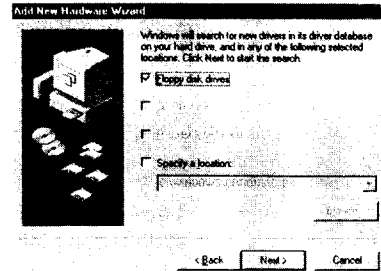 Add New Hardware Wizard
Windows will search for new drivers in its driver database
on your hard drive, and in any of the following selected
locations. Click Next to start the search.
Floppy disk drives
Specify a location:
< Back
Next >
Cancel